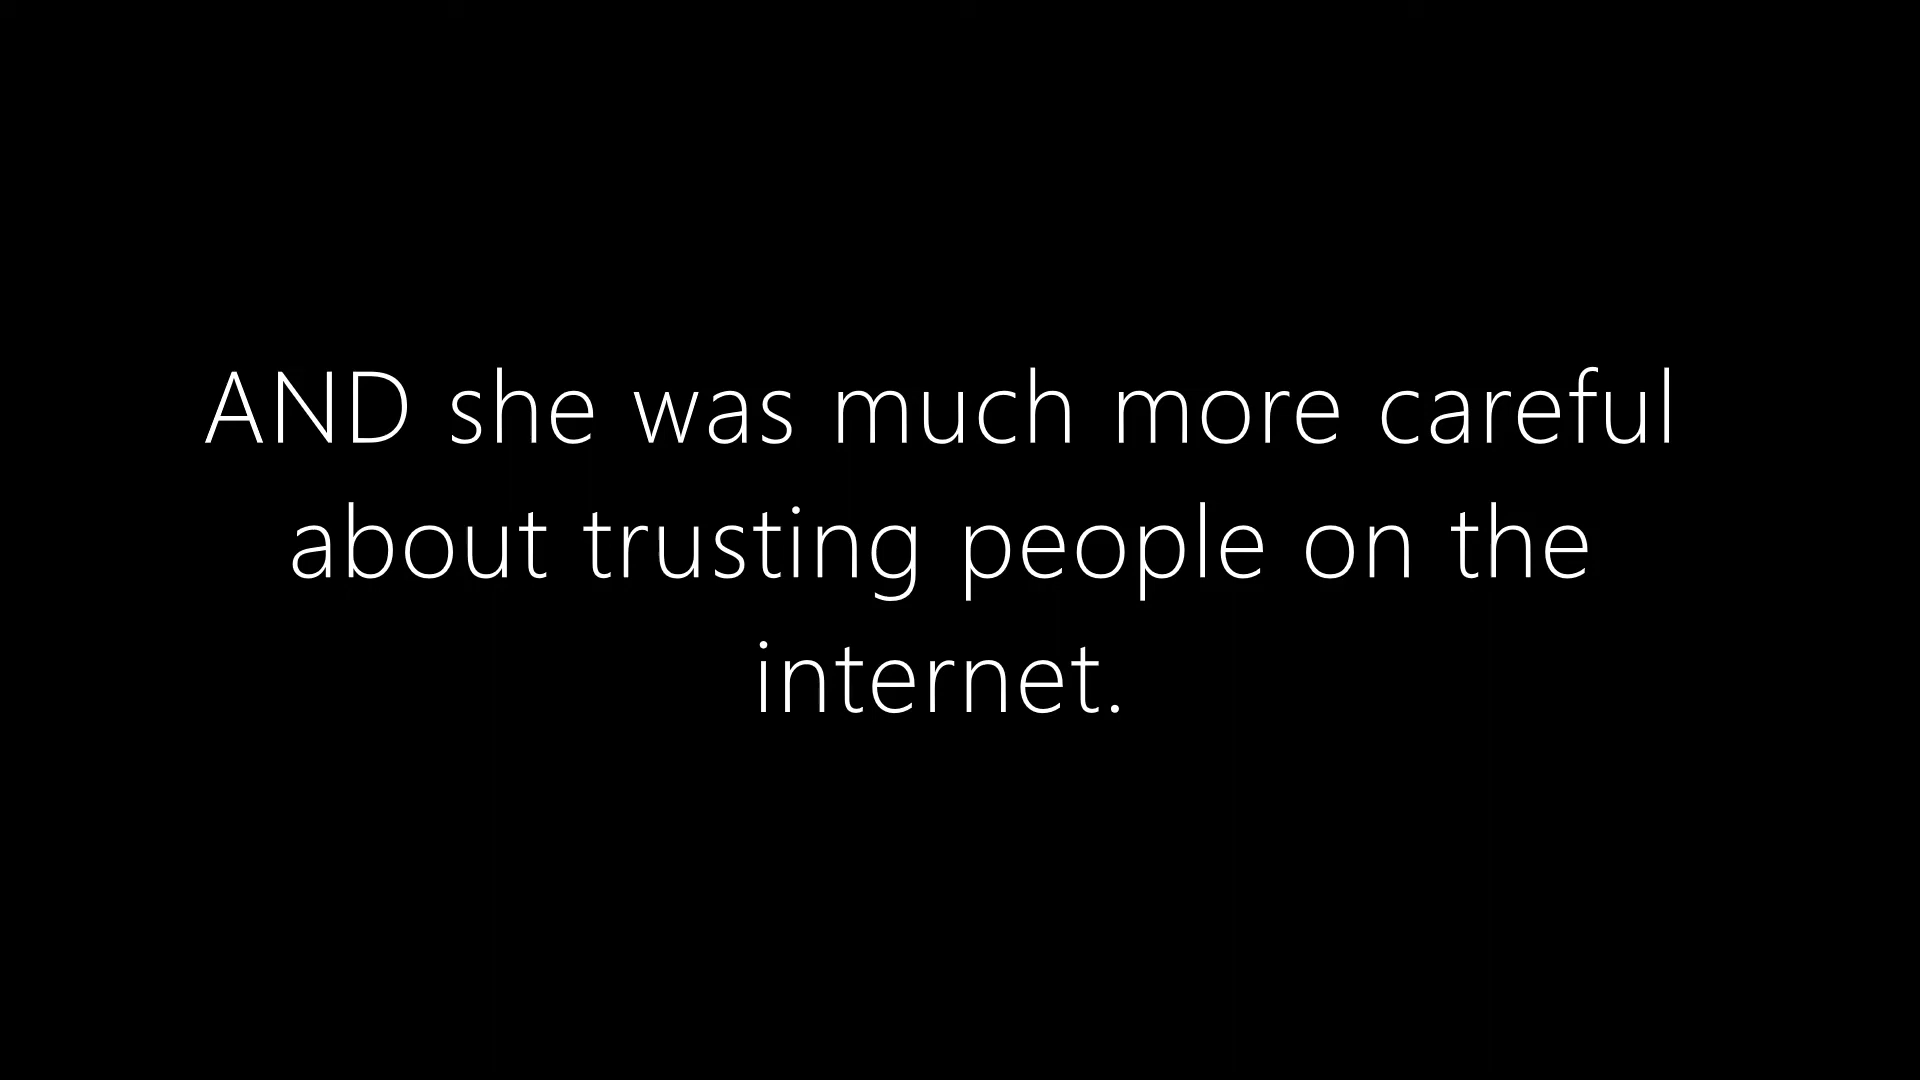 AND she was much more careful
about trusting people on the
internet.